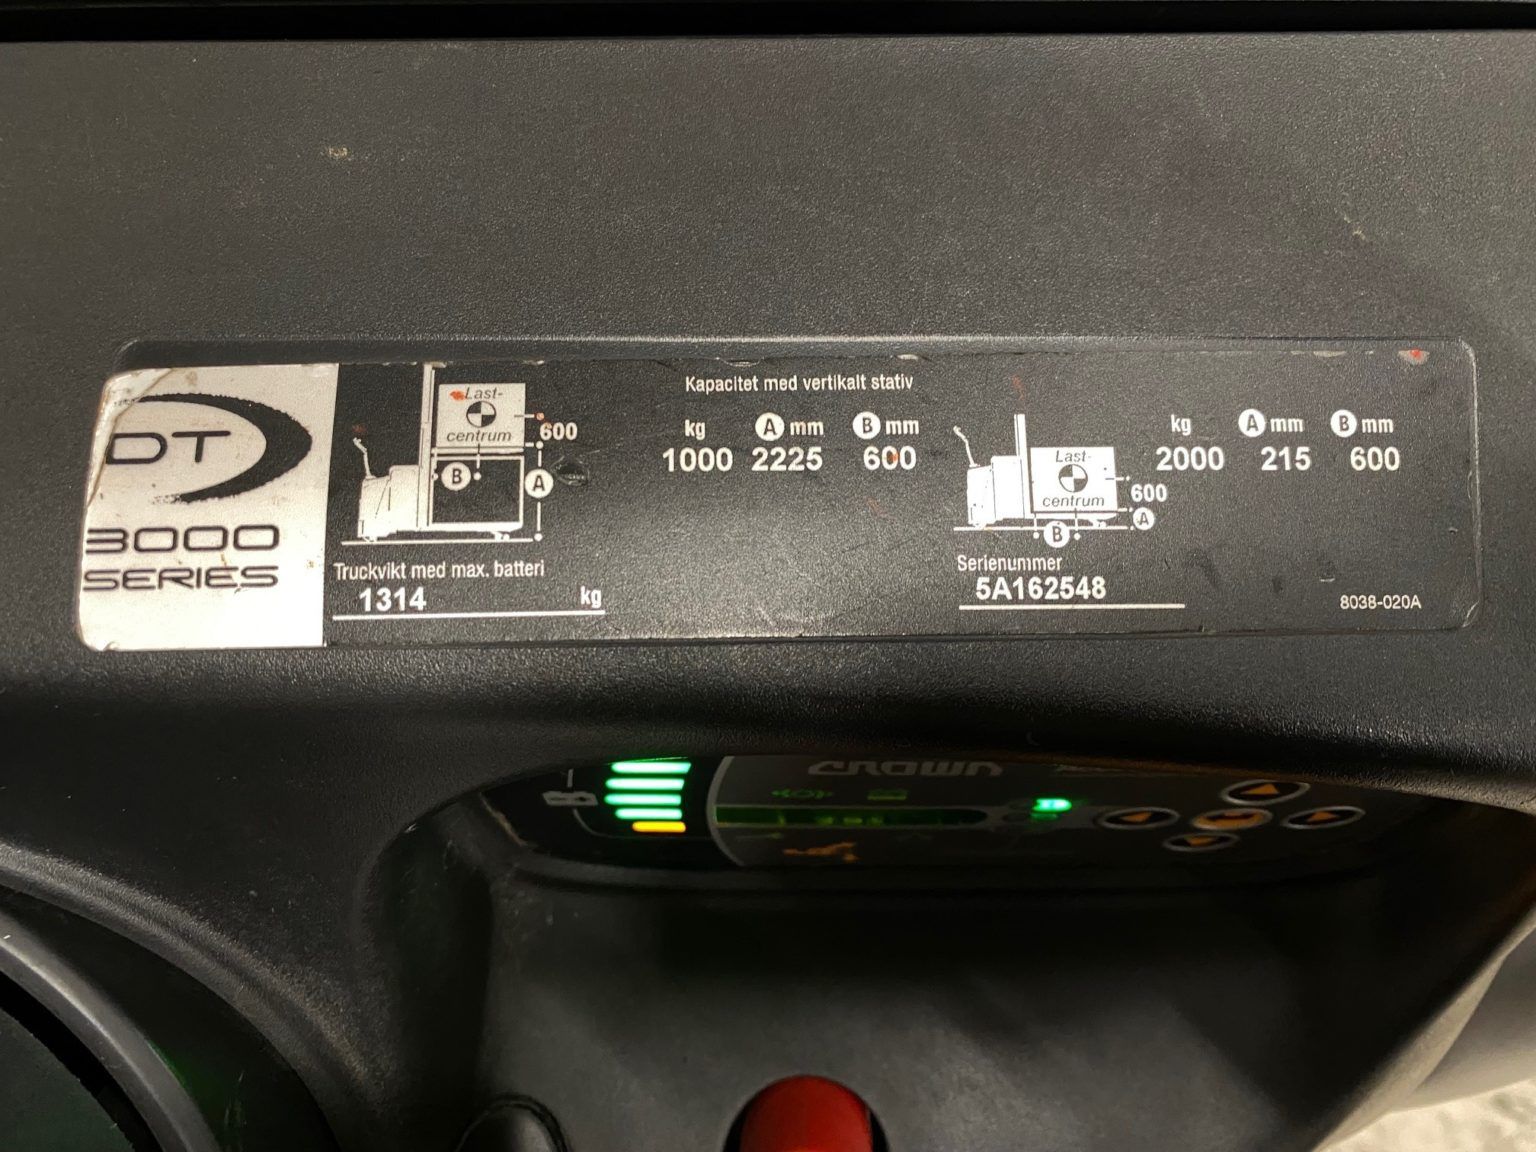 DT
3000
SERIES
Last-
centrum
600
B
A
Truckvikt med max. batteri
1314 kg
Kapacitet med vertikalt stativ
kg A mm B mm
1000 2225 600
Last-
centrum
600
A
B
kg A mm B mm
2000 215 600
Serienummer
5A162548
8038-020A
CROWN